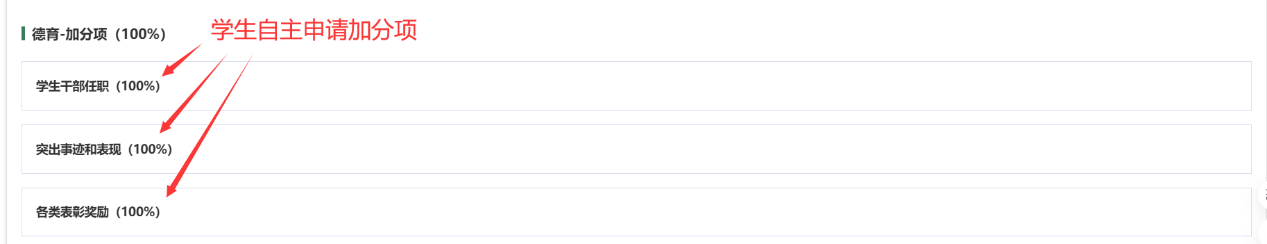 德育-加分项（100%）
学生自主申请加分项
学生干部任职（100%）
突出事迹和表现（100%）
各类表彰奖励（100%）